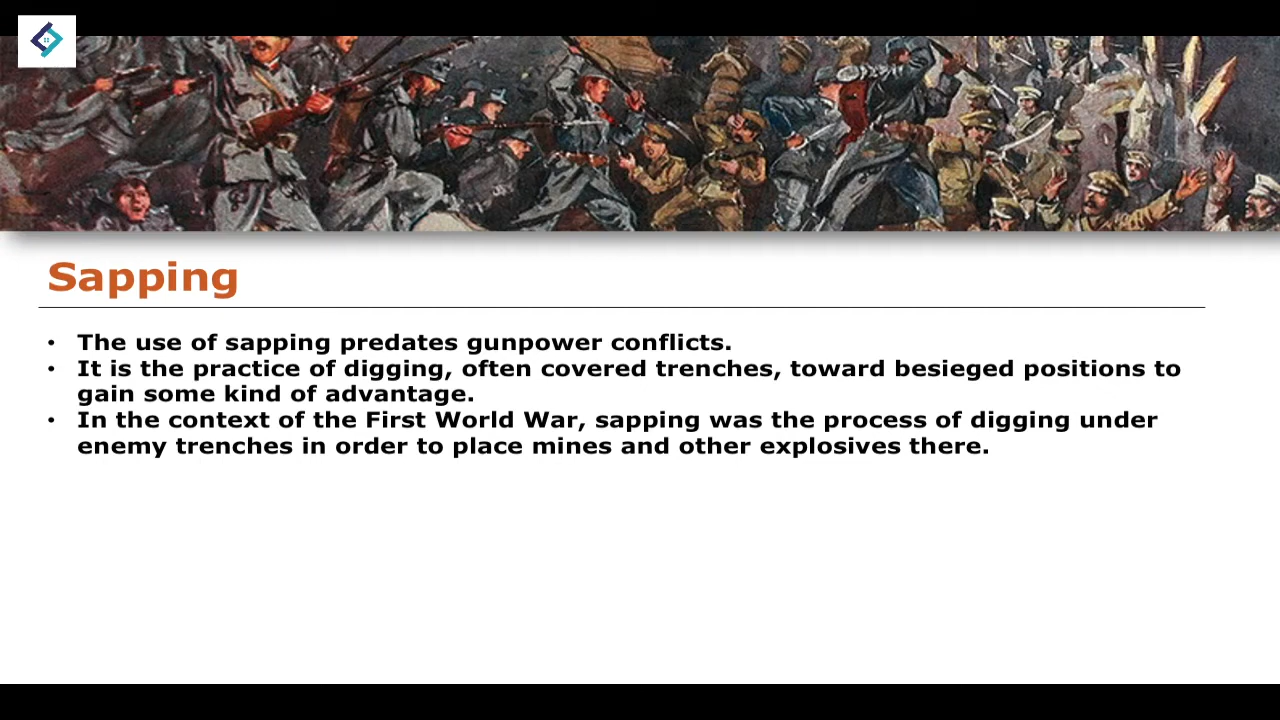 Sapping
• The use of sapping predates gunpower conflicts.
• It is the practice of digging, often covered trenches, toward besieged positions to
gain some kind of advantage.
• In the context of the First World War, sapping was the process of digging under
enemy trenches in order to place mines and other explosives there.